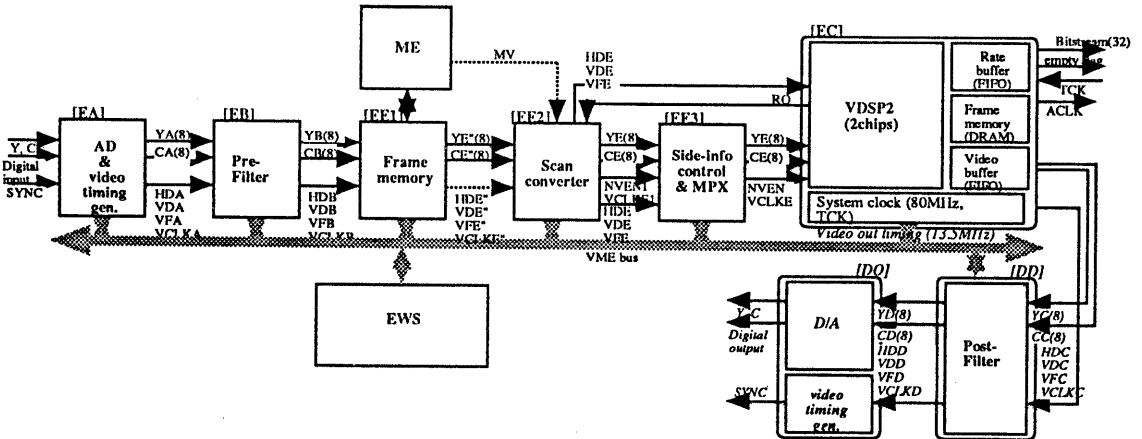 [EA]
Y, C
Digital
input
SYNC
AD
&
video
timing
gen.
YA(8)
CA(8)
HDA
VDA
VFA
VCLKA
[EB]
Pre-
Filter
YB(8)
CB(8)
HDB
VDB
VFB
VCLKB
ME
MV
[EE1]
Frame
memory
YE"(8)
CE"(8)
HDE"
VDE"
VFE"
VCLKE"
[EE2]
Scan
converter
HDE
VDE
VFE
RQ
YE(8)
CE(8)
NVENI
VCLKE
HDE
VDE
VFE
[EE3]
Side-info
control
& MPX
YE(8)
CE(8)
NVENI
VCLKE
[EC]
VDSP2
(2chips)
Rate
buffer
(FIFO)
Frame
memory
(DRAM)
Video
buffer
(FIFO)
System clock (80MHz,
TCK)
Video out timing (13.5MHz)
Bitstream(32)
empty flag
TCK
ACLK
VME bus
EWS
[DO]
D/A
video
timing
gen.
Y, C
Digital
output
SYNC
YD(8)
CD(8)
HDD
VDD
VFD
VCLKD
[DD]
Post-
Filter
YC(8)
CC(8)
HDC
VDC
VFC
VCLKC